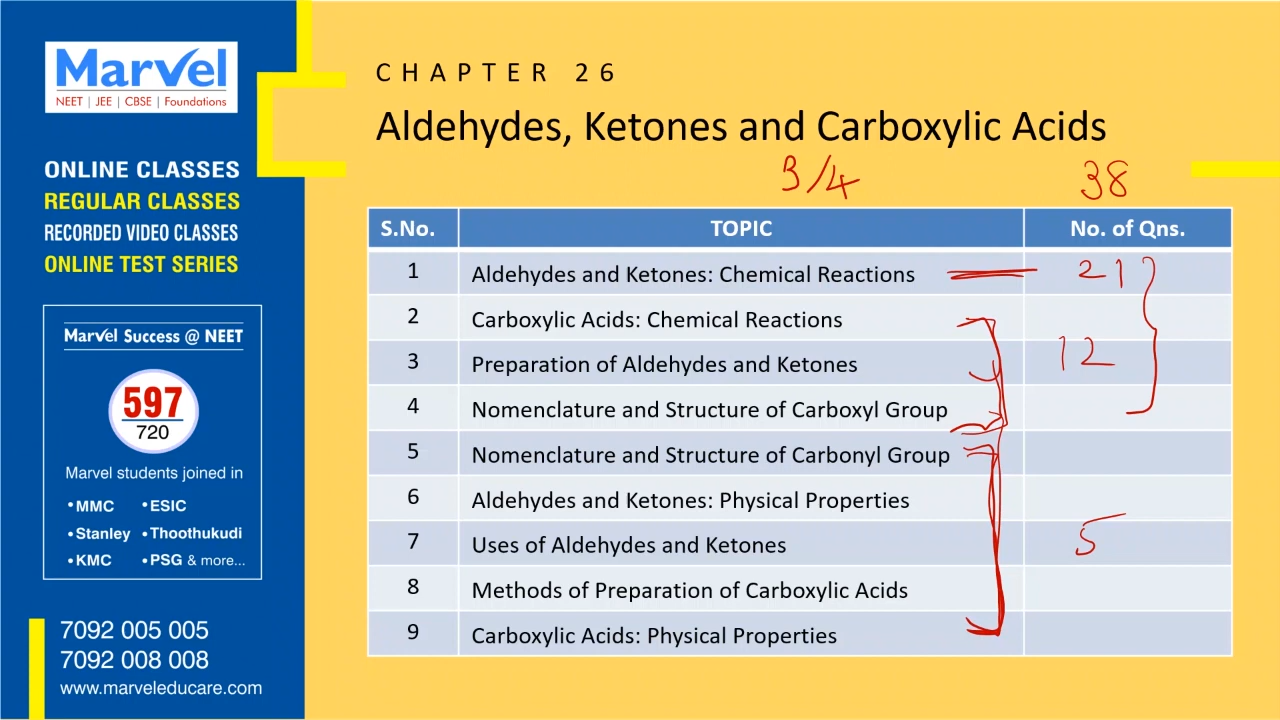 Marvel
NEET | JEE | CBSE | Foundations
ONLINE CLASSES
REGULAR CLASSES
RECORDED VIDEO CLASSES
ONLINE TEST SERIES
Marvel Success @ NEET
597
720
Marvel students joined in
• MMC • ESIC
• Stanley • Thoothukudi
• KMC • PSG & more...
7092 005 005
7092 008 008
www.marveleducare.com
CHAPTER 26
Aldehydes, Ketones and Carboxylic Acids
3/4 38
S.No. TOPIC No. of Qns.
1 Aldehydes and Ketones: Chemical Reactions 21
2 Carboxylic Acids: Chemical Reactions
3 Preparation of Aldehydes and Ketones 12
4 Nomenclature and Structure of Carboxyl Group
5 Nomenclature and Structure of Carbonyl Group
6 Aldehydes and Ketones: Physical Properties
7 Uses of Aldehydes and Ketones 5
8 Methods of Preparation of Carboxylic Acids
9 Carboxylic Acids: Physical Properties